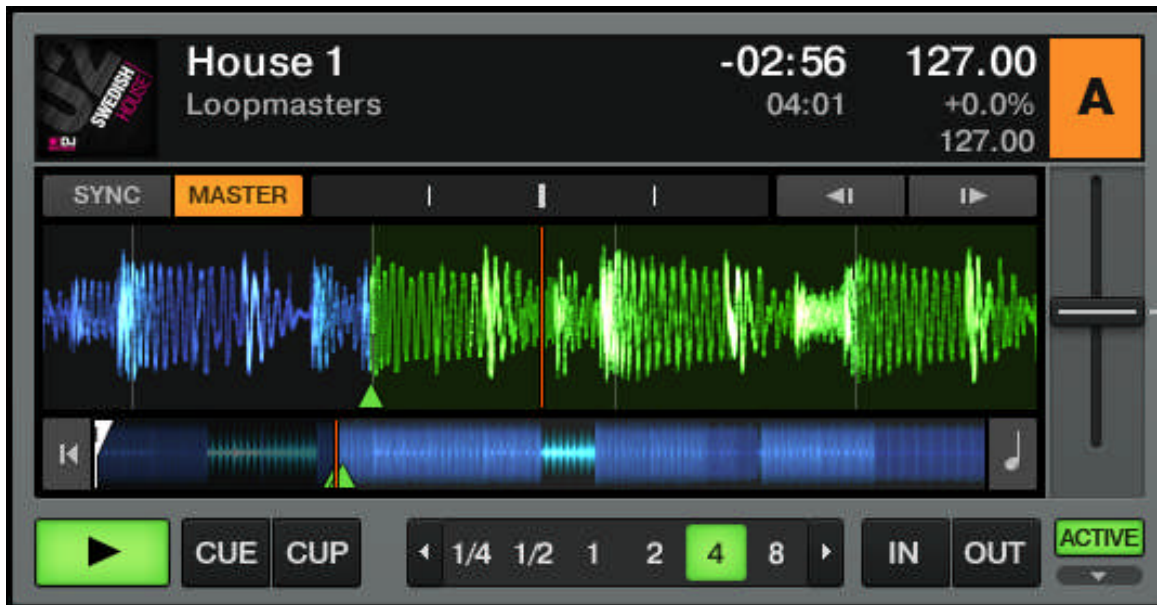 House 1 -02:56 127.00
Loopmasters 04:01 +0.0%
127.00
A
SWEDISH
HOUSE
DJ
SYNC MASTER
CUE CUP 1/4 1/2 1 2 4 8 IN OUT ACTIVE